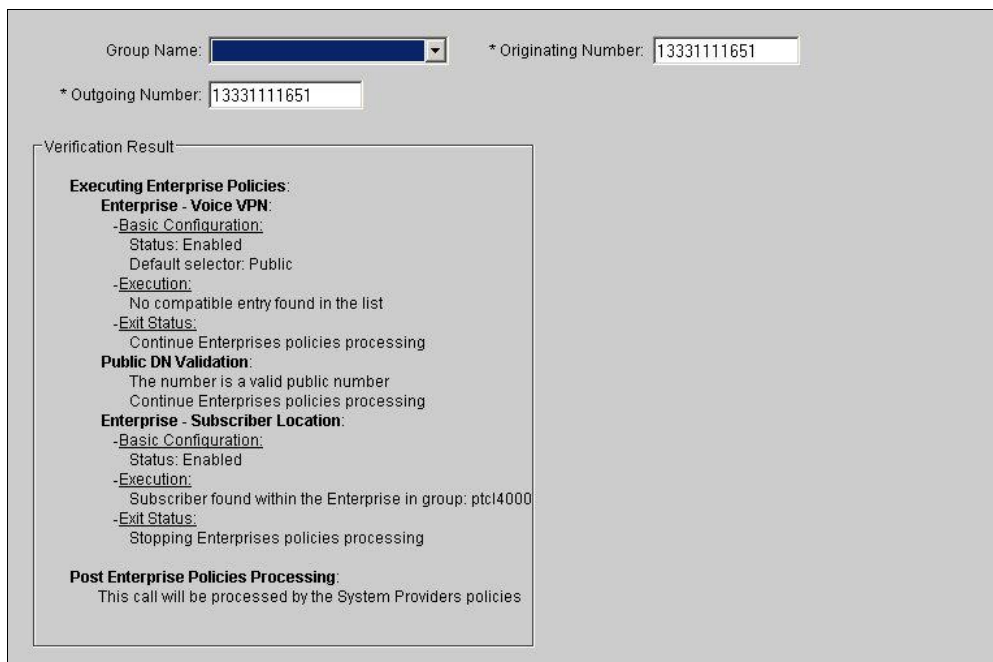 Group Name: * Originating Number: 13331111651
* Outgoing Number: 13331111651
Verification Result
Executing Enterprise Policies:
Enterprise - Voice VPN:
-Basic Configuration:
Status: Enabled
Default selector: Public
-Execution:
No compatible entry found in the list
-Exit Status:
Continue Enterprises policies processing
Public DN Validation:
The number is a valid public number
Continue Enterprises policies processing
Enterprise - Subscriber Location:
-Basic Configuration:
Status: Enabled
-Execution:
Subscriber found within the Enterprise in group: ptcl4000
-Exit Status:
Stopping Enterprises policies processing
Post Enterprise Policies Processing:
This call will be processed by the System Providers policies